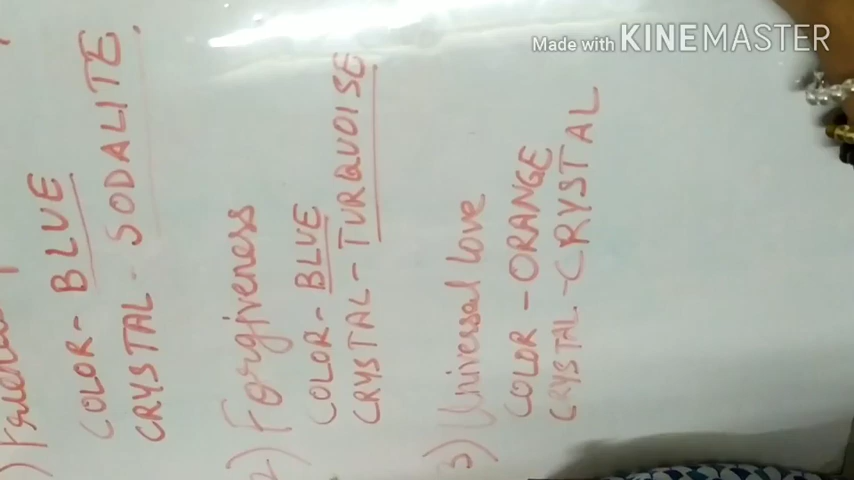 COLOR - BLUE
CRYSTAL - SODALITE.
2) Forgiveness
COLOR - BLUE
CRYSTAL - TURQUOISE
3) Universal Love
COLOR - ORANGE
CRYSTAL - CRYSTAL
Made with KINEMASTER